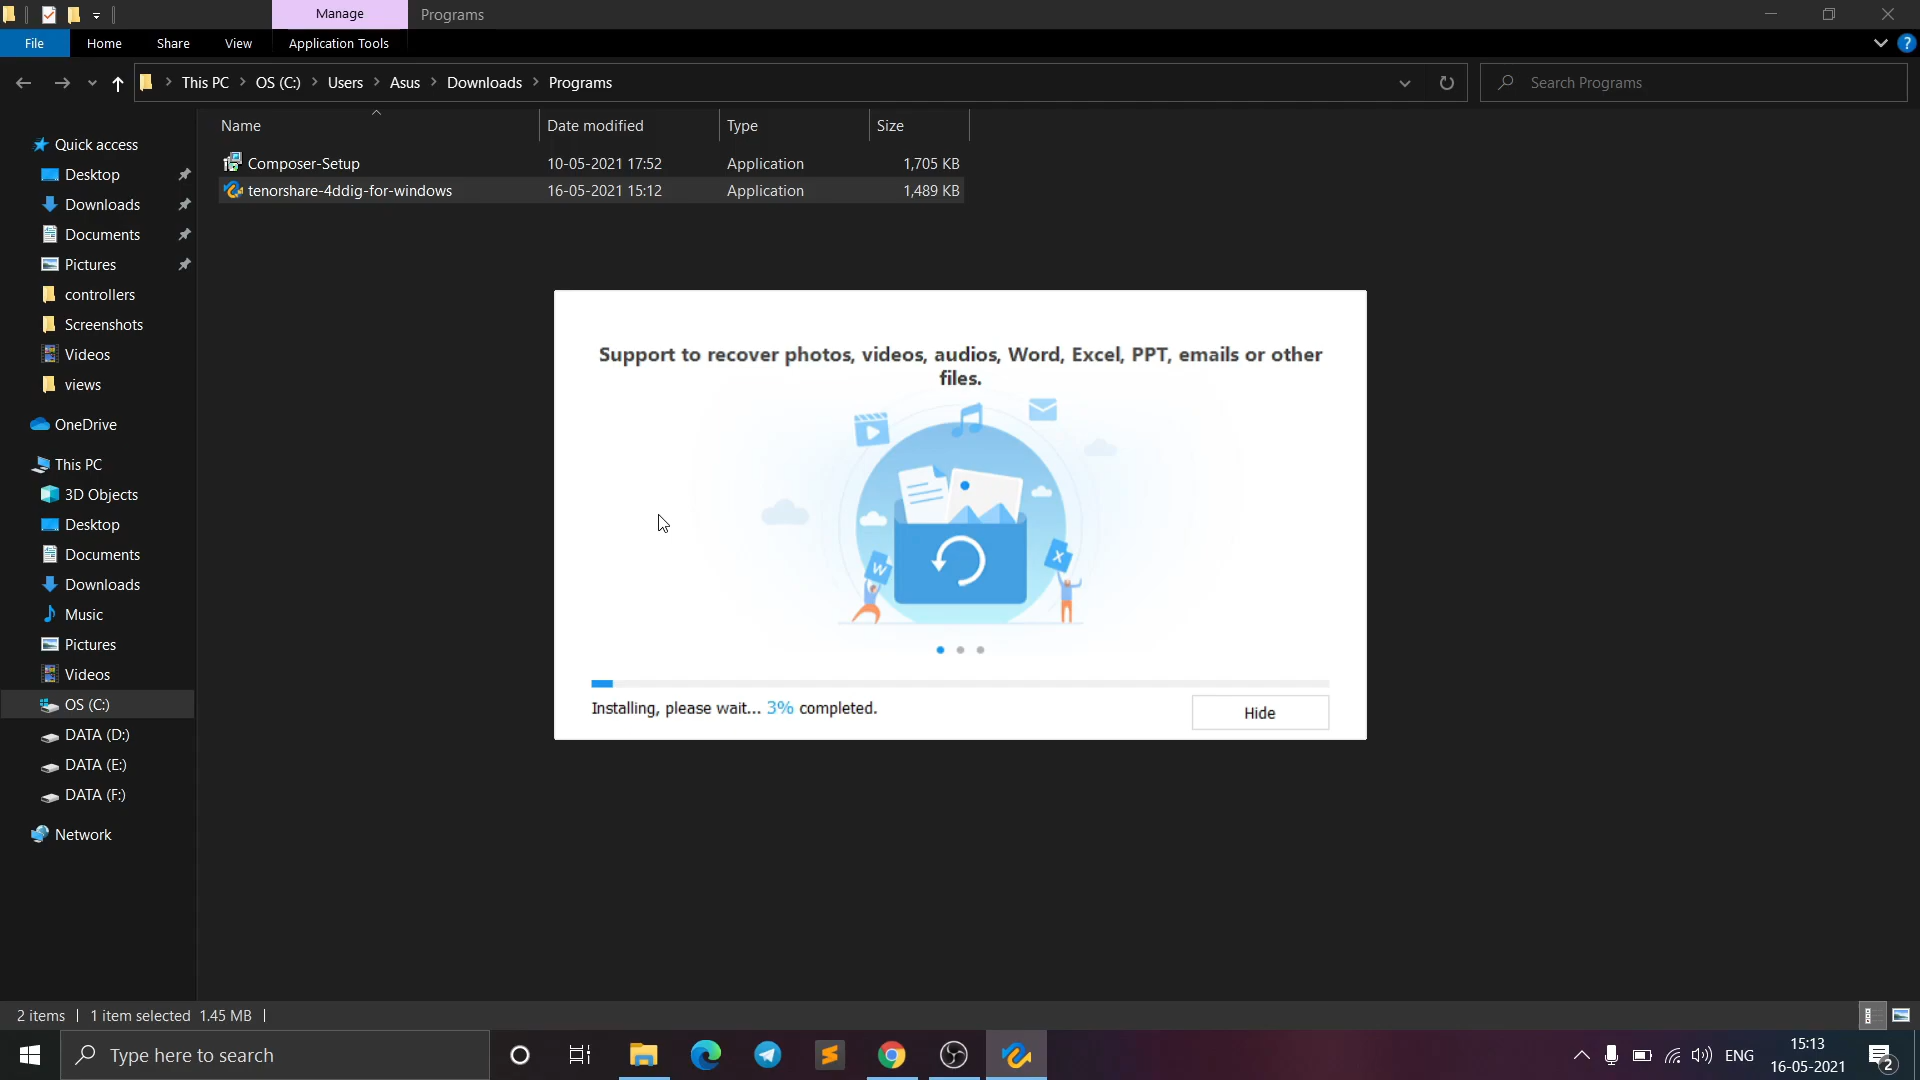 Manage
Programs
File
Home
Share
View
Application Tools
This PC
OS (C:)
Users
Asus
Downloads
Programs
Search Programs
Name
Date modified
Type
Size
Composer-Setup
10-05-2021 17:52
Application
1,705 KB
tenorshare-4ddig-for-windows
16-05-2021 15:12
Application
1,489 KB
Quick access
Desktop
Downloads
Documents
Pictures
controllers
Screenshots
Videos
views
OneDrive
This PC
3D Objects
Desktop
Documents
Downloads
Music
Pictures
Videos
OS (C:)
DATA (D:)
DATA (E:)
DATA (F:)
Network
Support to recover photos, videos, audios, Word, Excel, PPT, emails or other
files.
W
X
Installing, please wait... 3% completed.
Hide
2 items
1 item selected 1.45 MB
Type here to search
ENG
15:13
16-05-2021
2